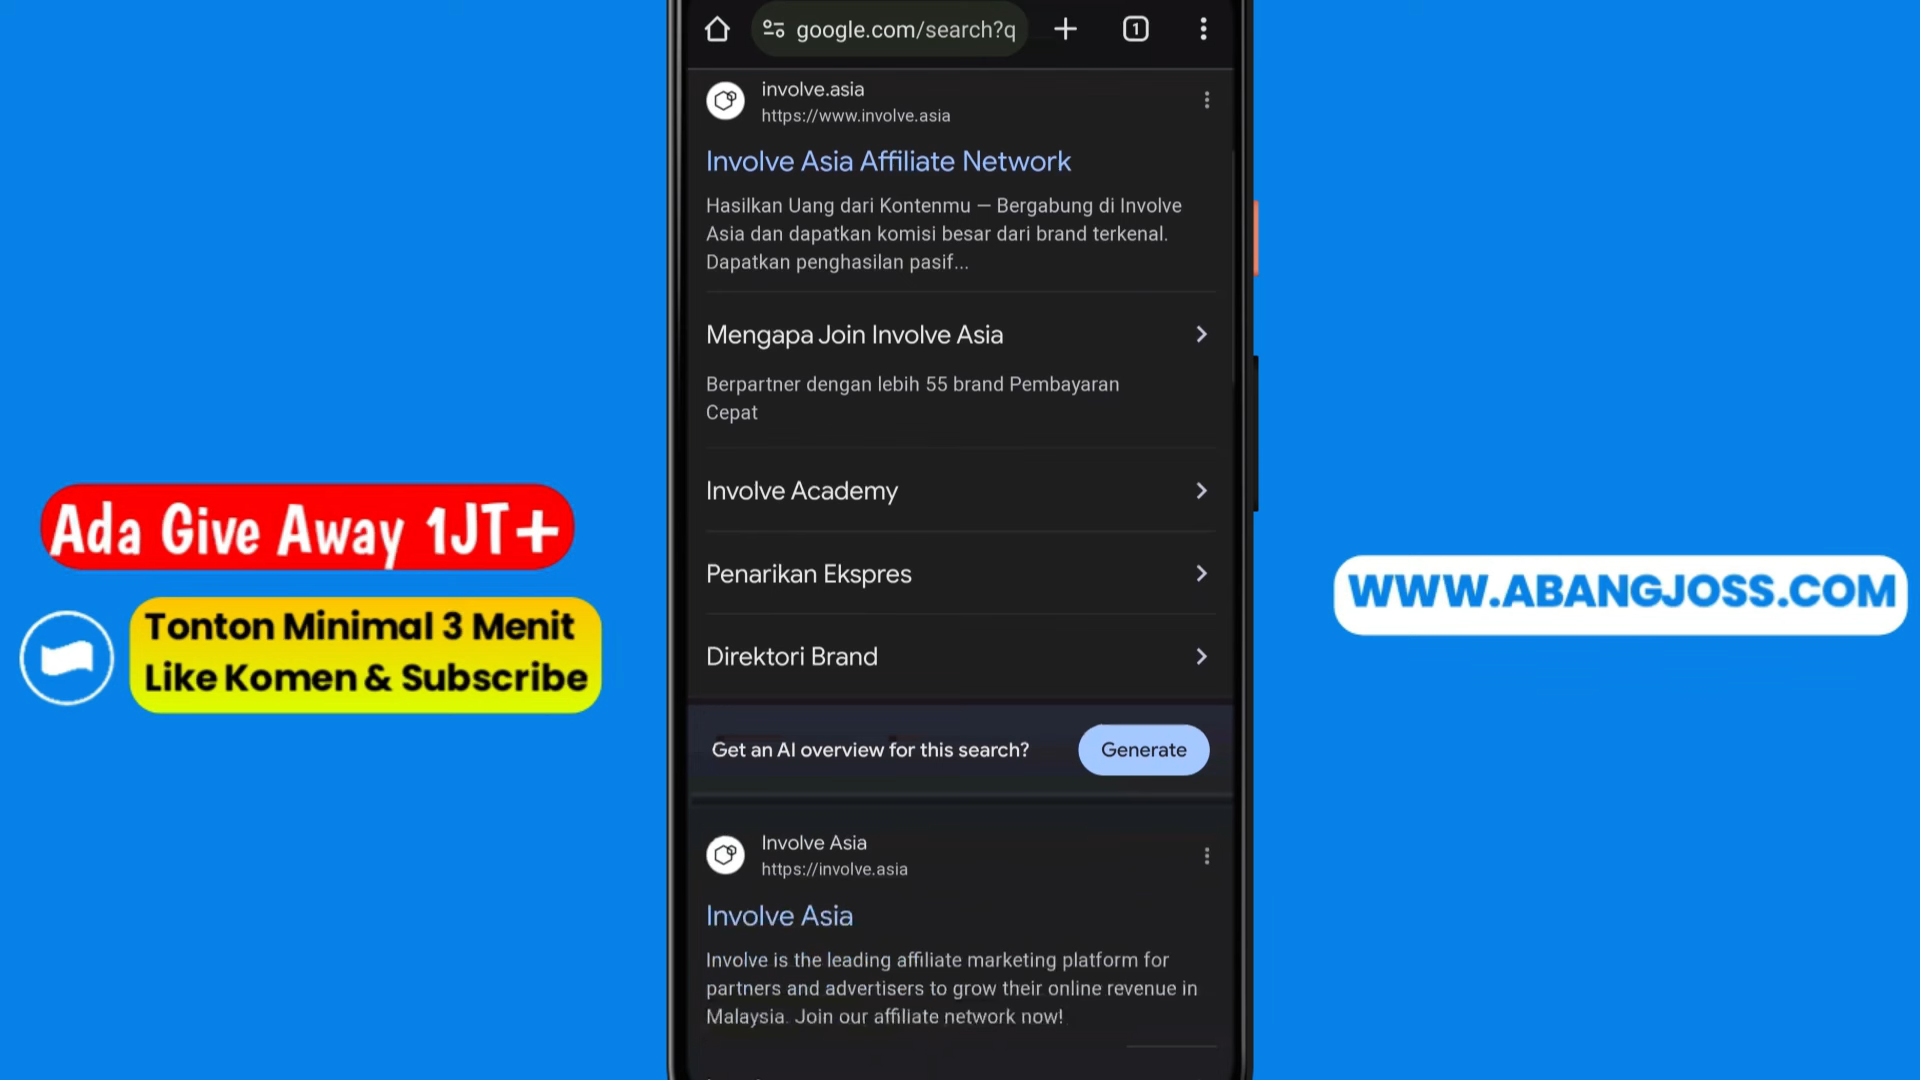 google.com/search?q
1
involve.asia
https://www.involve.asia
Involve Asia Affiliate Network
Hasilkan Uang dari Kontenmu — Bergabung di Involve
Asia dan dapatkan komisi besar dari brand terkenal.
Dapatkan penghasilan pasif...
Mengapa Join Involve Asia
Berpartner dengan lebih 55 brand Pembayaran
Cepat
Involve Academy
Penarikan Ekspres
Direktori Brand
Get an AI overview for this search?
Generate
Involve Asia
https://involve.asia
Involve Asia
Involve is the leading affiliate marketing platform for
partners and advertisers to grow their online revenue in
Malaysia. Join our affiliate network now!
Ada Give Away 1JT+
Tonton Minimal 3 Menit
Like Komen & Subscribe
WWW.ABANGJOSS.COM